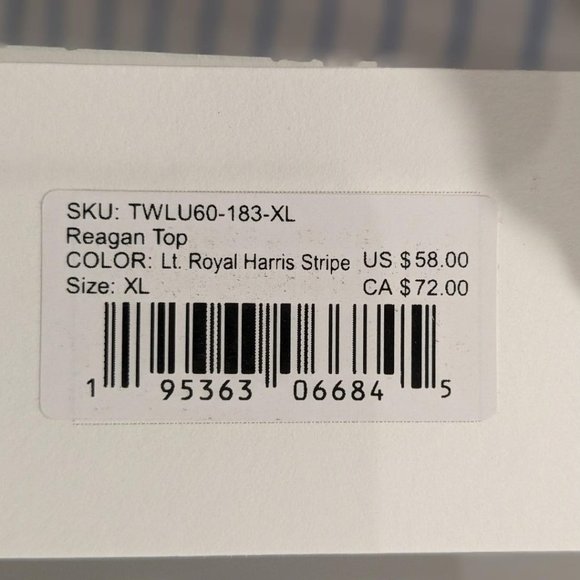 SKU: TWLU60-183-XL
Reagan Top
COLOR: Lt. Royal Harris Stripe US $58.00
Size: XL CA $72.00
1 95363 06684 5